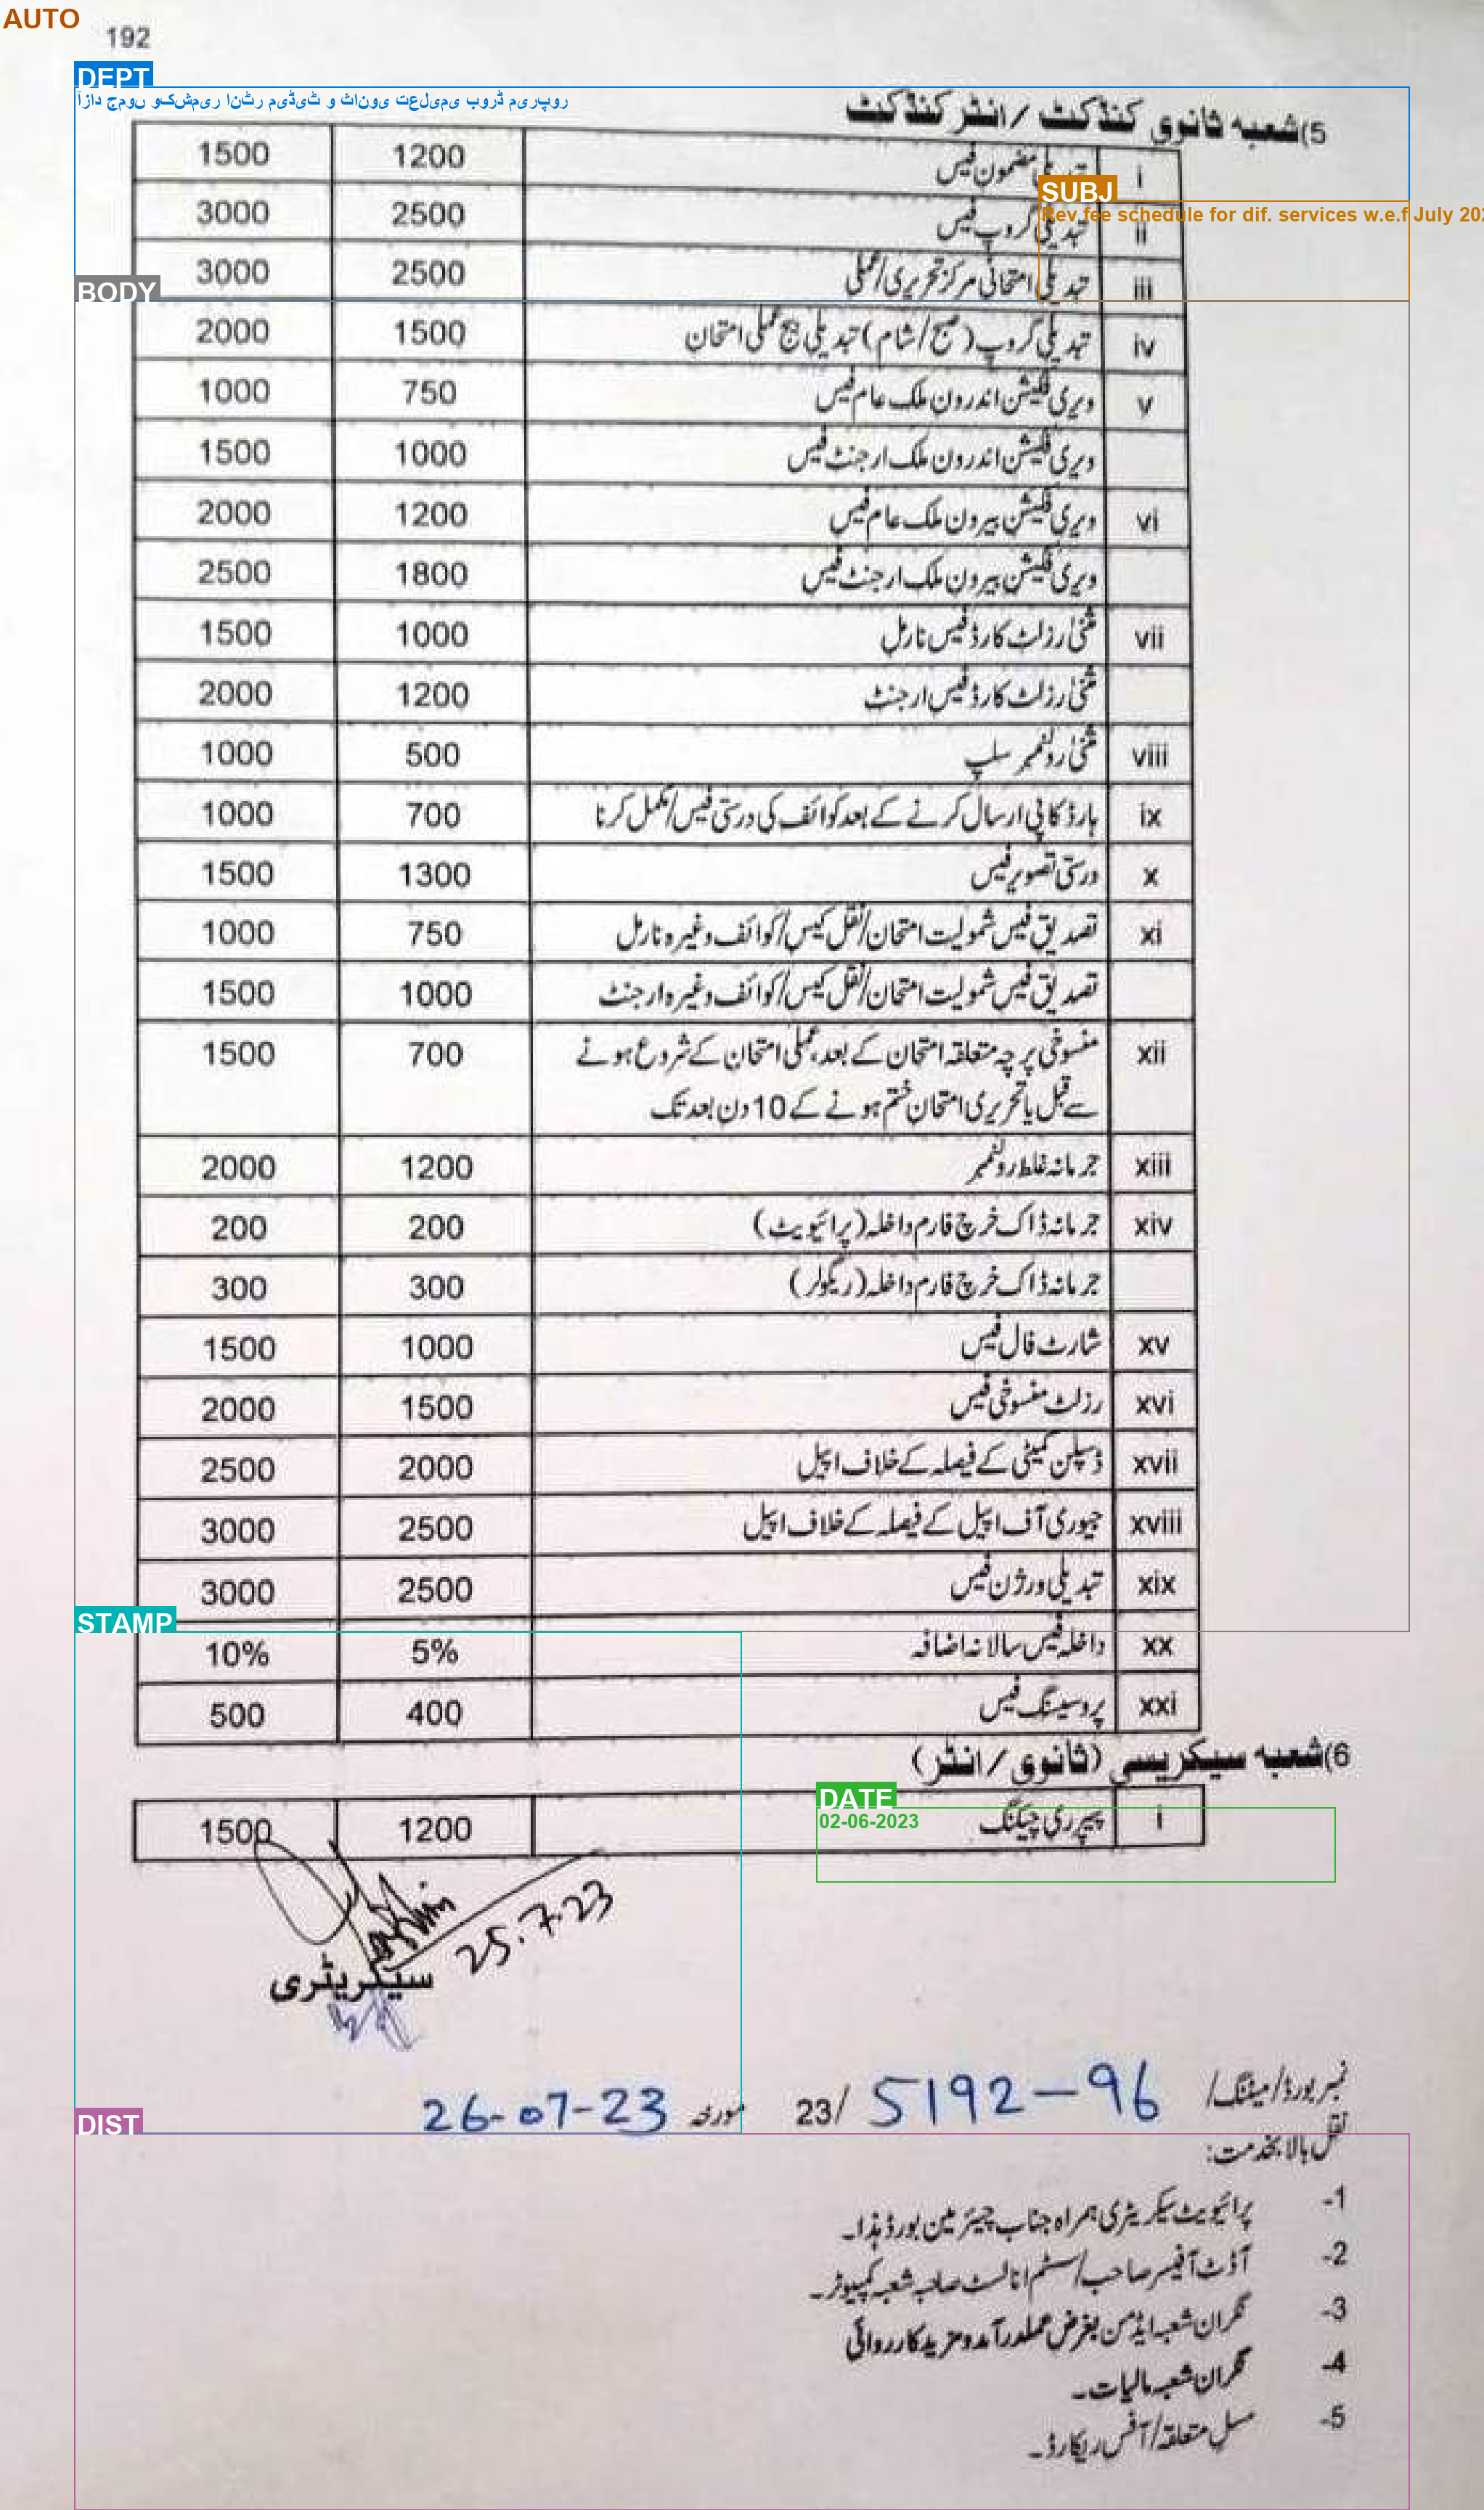 AUTO
192
DEPT
آزاد جموں وکشمیر انٹر میڈیٹ و ثانوی تعلیمی بورڈ میرپور
5)شعبہ ثانوی کنڈکٹ / انٹر کنڈکٹ
i تبدیلی مضمون فیس 1200 1500
SUBJ
Rev fee schedule for dif. services w.e.f July 202
ii تبدیلی گروپ فیس 2500 3000
iii تبدیلی امتحانی مرکز تحریری/عملی 2500 3000
BODY
iv تبدیلی گروپ (صبح/شام) تبدیلی بیچ عملی امتحان 1500 2000
v ویری فکیشن اندرون ملک عام فیس 750 1000
ویری فکیشن اندرون ملک ارجنٹ فیس 1000 1500
vi ویری فکیشن بیرون ملک عام فیس 1200 2000
ویری فکیشن بیرون ملک ارجنٹ فیس 1800 2500
vii مثنیٰ رزلٹ کارڈ فیس نارمل 1000 1500
مثنیٰ رزلٹ کارڈ فیس ارجنٹ 1200 2000
viii مثنیٰ رولنمبر سلپ 500 1000
ix ہارڈ کاپی ارسال کرنے کے بعد کوائف کی درستی فیس/مکمل کرنا 700 1000
x درستی تصویر فیس 1300 1500
xi تصدیق فیس شمولیت امتحان/نقل کیس/کوائف وغیرہ نارمل 750 1000
تصدیق فیس شمولیت امتحان/نقل کیس/کوائف وغیرہ ارجنٹ 1000 1500
xii منسوخی پرچہ متعلقہ امتحان کے بعد، عملی امتحان کے شروع ہونے 700 1500
سے قبل یا تحریری امتحان ختم ہونے کے 10 دن بعد تک
xiii جرمانہ غلط رولنمبر 1200 2000
xiv جرمانہ ڈاک خرچ فارم داخلہ (پرائیویٹ) 200 200
جرمانہ ڈاک خرچ فارم داخلہ (ریگولر) 300 300
xv شارٹ فال فیس 1000 1500
xvi رزلٹ منسوخی فیس 1500 2000
xvii ڈسپلن کمیٹی کے فیصلہ کے خلاف اپیل 2000 2500
xviii جیوری آف اپیل کے فیصلہ کے خلاف اپیل 2500 3000
xix تبدیلی ورژن فیس 2500 3000
STAMP
xx داخلہ فیس سالانہ اضافہ 5% 10%
xxi پروسیسنگ فیس 400 500
6)شعبہ سیکریسی (ثانوی/انٹر)
DATE
02-06-2023
i پیپر ری چیکنگ 1200 1500
25.7.23
سیکریٹری
نمبر بورڈ/میٹنگ/ 5192-96 /23 مورخہ 26-07-23
DIST
نقل بالا بخدمت:
1- پرائیویٹ سیکریٹری ہمراہ جناب چیئرمین بورڈ ہذا۔
2- آڈٹ آفیسر صاحب/سسٹم انالسٹ صاحب شعبہ کمپیوٹر۔
3- نگران شعبہ ایڈمن بغرض عملدرآمد و مزید کارروائی
4- نگران شعبہ مالیات۔
5- مسل متعلقہ/آفس ریکارڈ۔